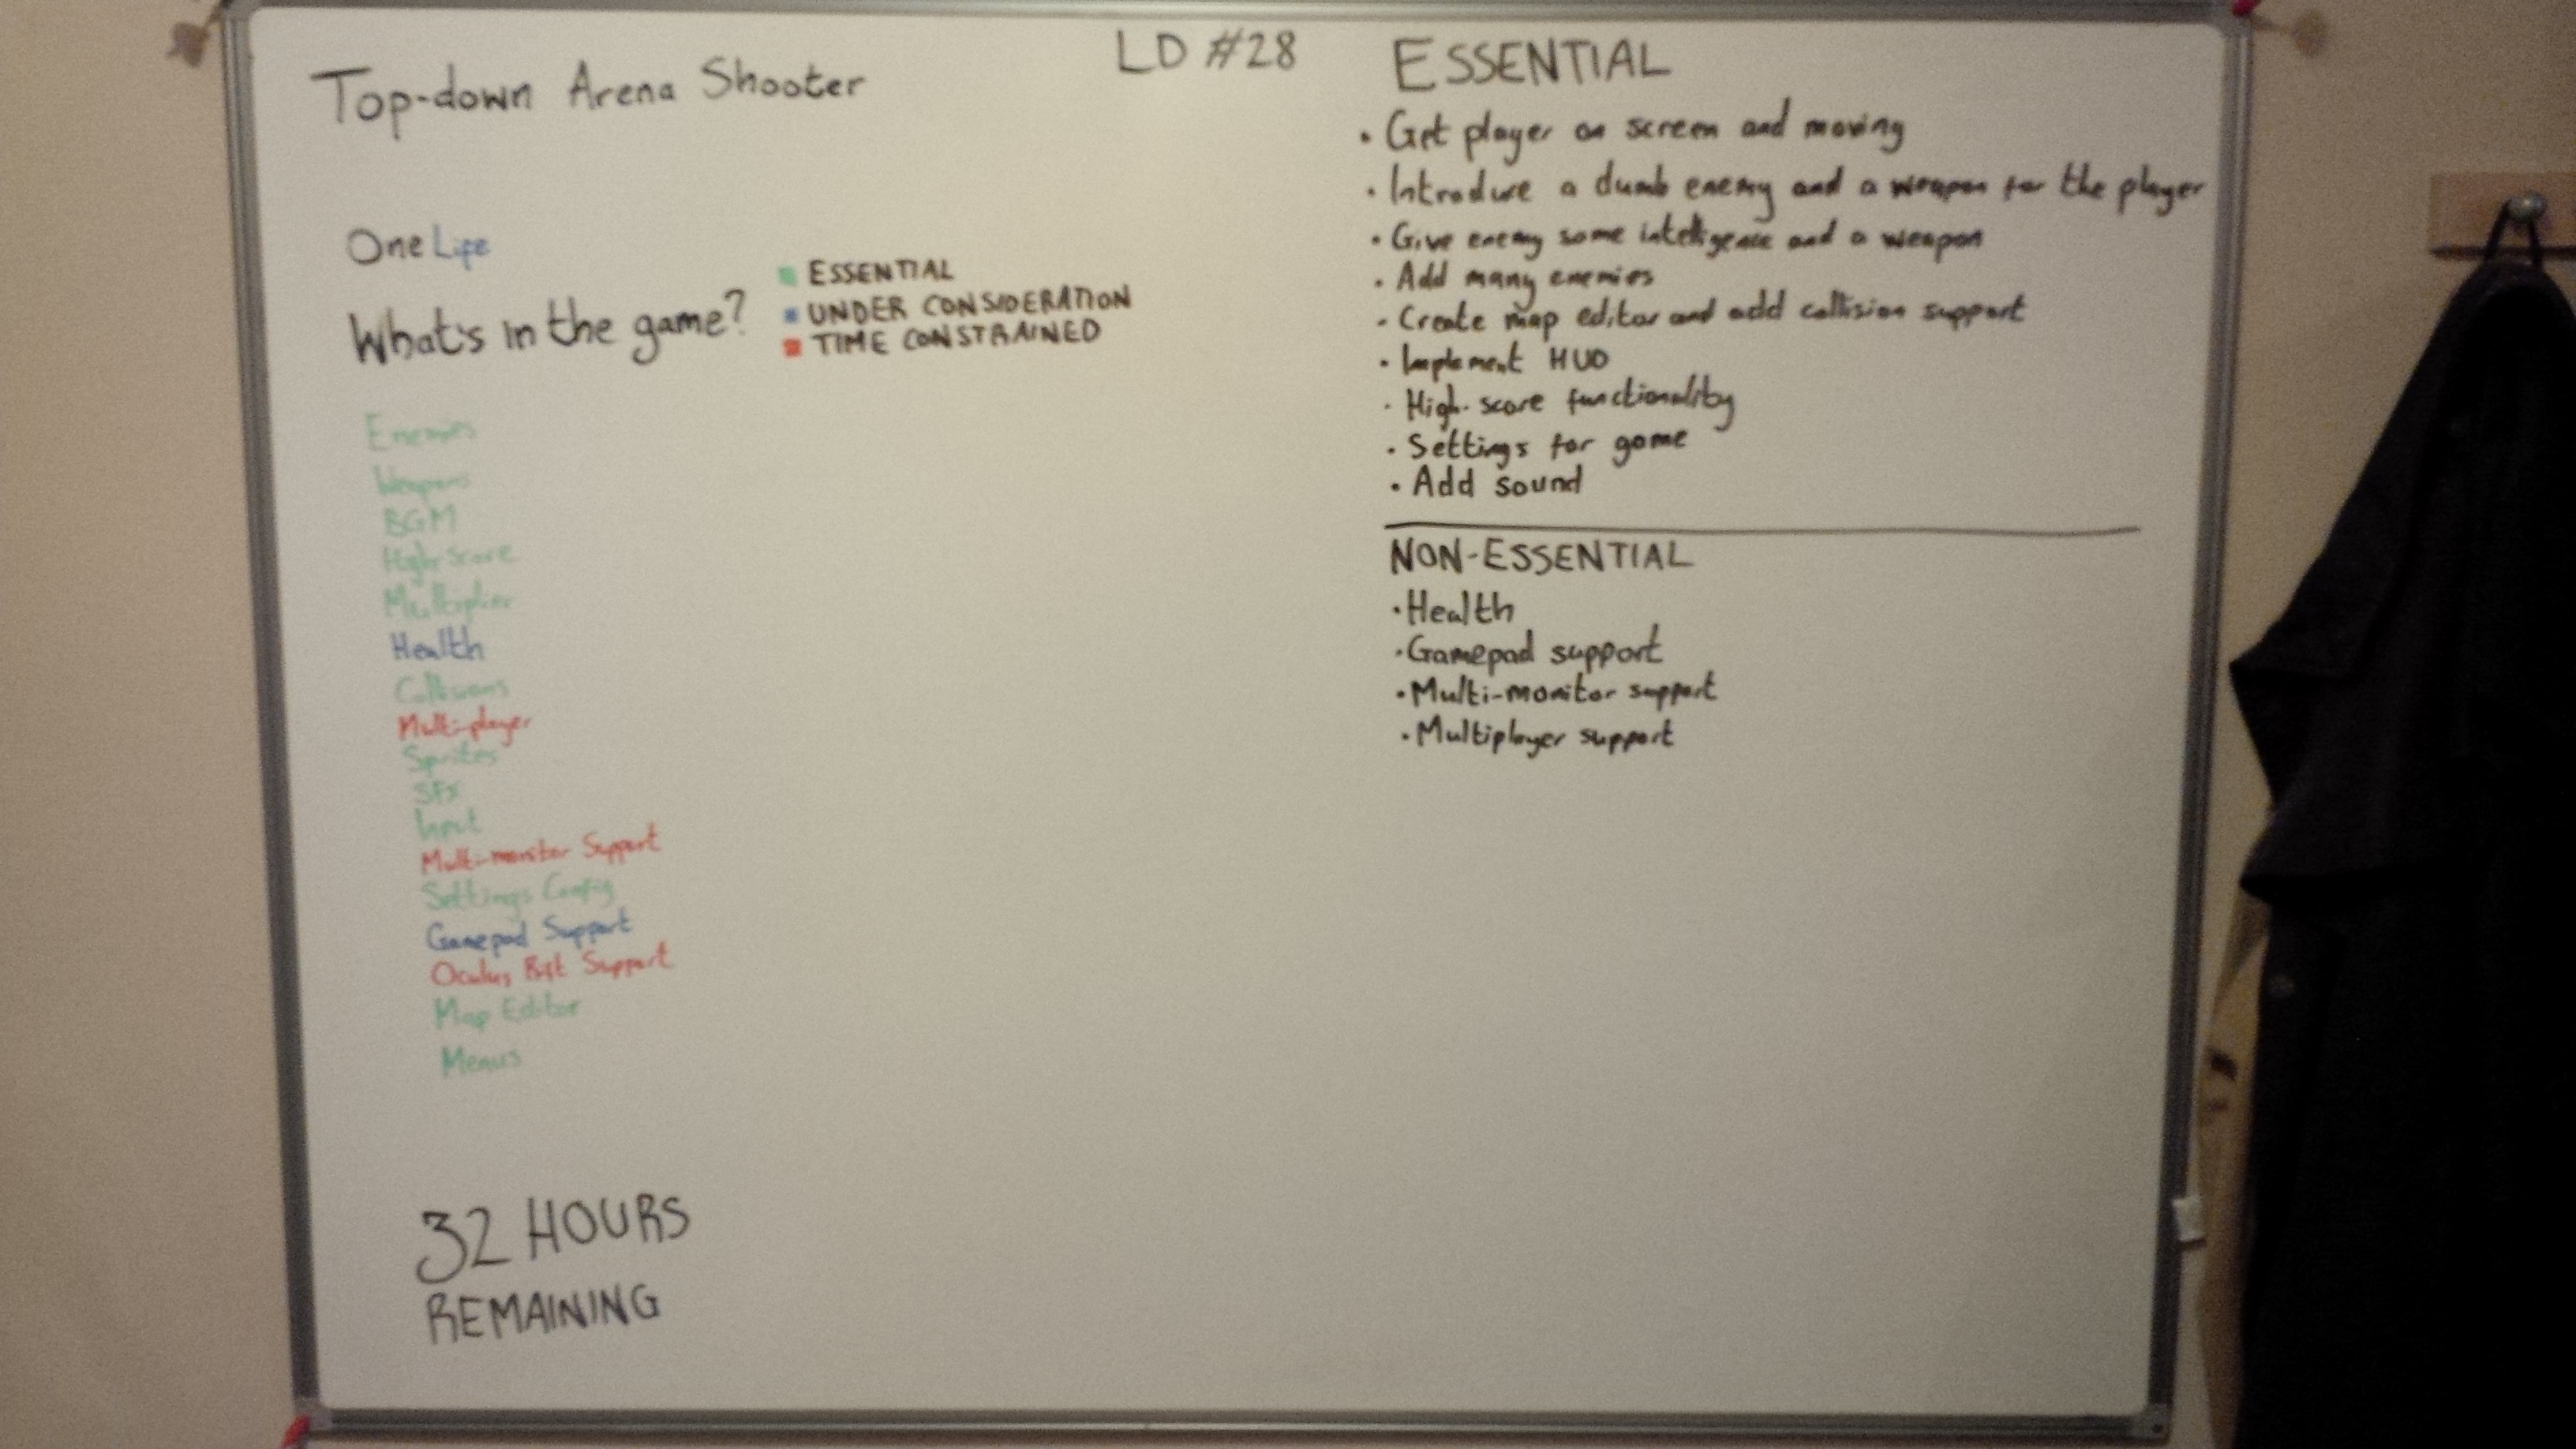 LD #28
Top-down Arena Shooter
One Life
What's in the game?
ESSENTIAL
UNDER CONSIDERATION
TIME CONSTRAINED
Enemies
Weapons
BGM
High-Score
Multiplier
Health
Collisions
Multi-player
Sprites
SFX
Input
Multi-monitor Support
Settings Config
Gamepad Support
Oculus Rift Support
Map Editor
Menus
32 HOURS
REMAINING
ESSENTIAL
• Get player on screen and moving
• Introduce a dumb enemy and a weapon for the player
• Give enemy some intelligence and a weapon
• Add many enemies
• Create map editor and add collision support
• Implement HUD
• High-score functionality
• Settings for game
• Add sound
NON-ESSENTIAL
• Health
• Gamepad support
• Multi-monitor support
• Multiplayer support